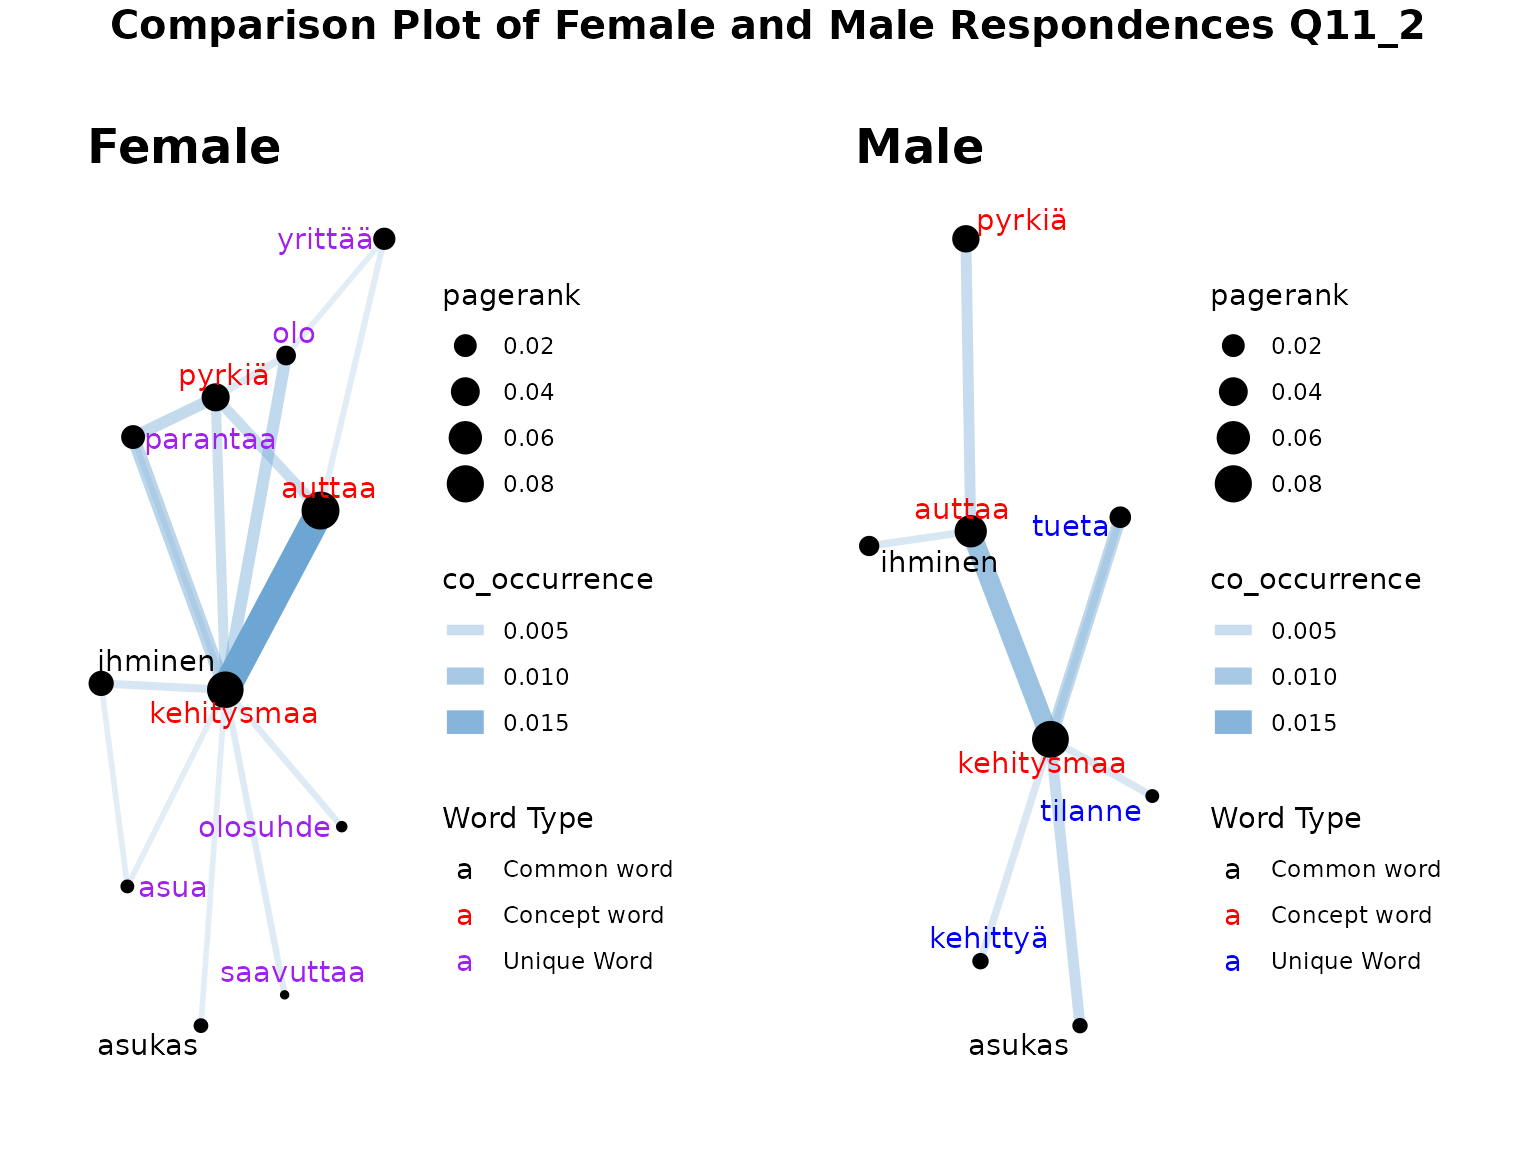 Comparison Plot of Female and Male Respondences Q11_2
Female
yrittää
olo
pyrkiä
parantaa
auttaa
ihminen
kehitysmaa
olosuhde
asua
saavuttaa
asukas
pagerank
0.02
0.04
0.06
0.08
co_occurrence
0.005
0.010
0.015
Word Type
a Common word
a Concept word
a Unique Word
Male
pyrkiä
auttaa
tueta
ihminen
kehitysmaa
tilanne
kehittyä
asukas
pagerank
0.02
0.04
0.06
0.08
co_occurrence
0.005
0.010
0.015
Word Type
a Common word
a Concept word
a Unique Word